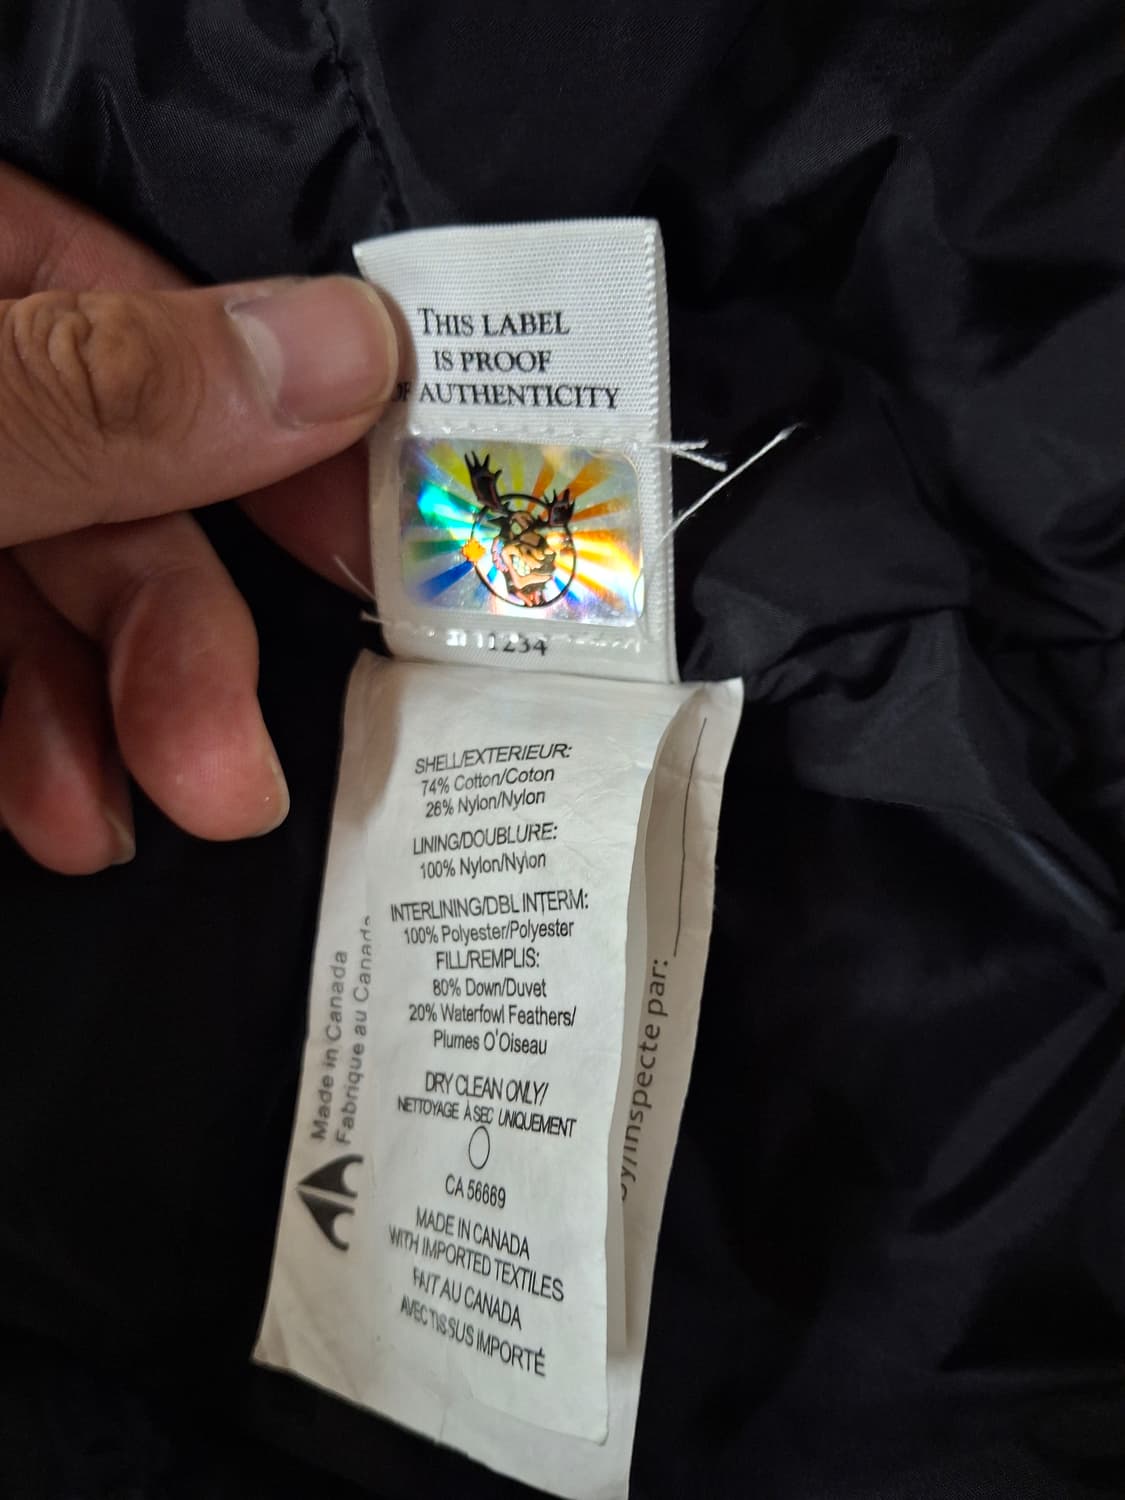 THIS LABEL
IS PROOF
OF AUTHENTICITY
11234
SHELL/EXTERIEUR:
74% Cotton/Coton
26% Nylon/Nylon
LINING/DOUBLURE:
100% Nylon/Nylon
INTERLINING/DBL INTERM:
100% Polyester/Polyester
FILL/REMPLIS:
80% Down/Duvet
20% Waterfowl Feathers/
Plumes O'Oiseau
DRY CLEAN ONLY/
NETTOYAGE À SEC UNIQUEMENT
CA 56669
MADE IN CANADA
WITH IMPORTED TEXTILES
FAIT AU CANADA
AVEC TISSUS IMPORTÉ
Made in Canada
Fabrique au Canada
y/Inspecte par: